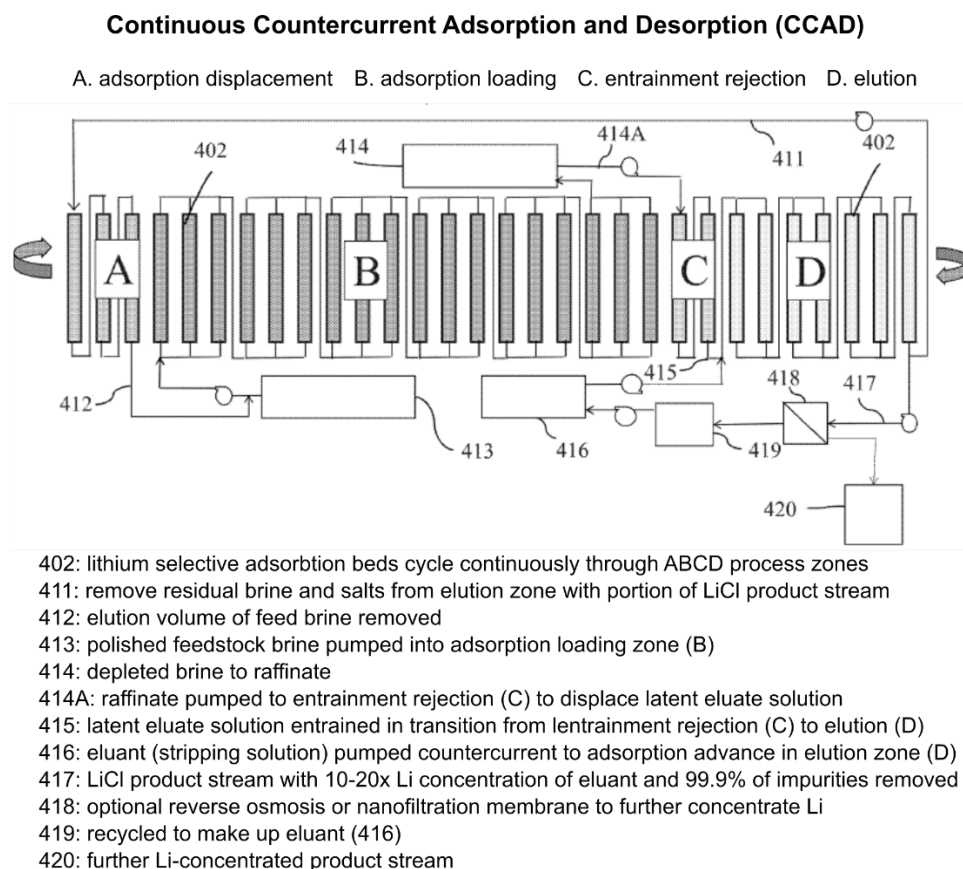 Continuous Countercurrent Adsorption and Desorption (CCAD)
A. adsorption displacement B. adsorption loading C. entrainment rejection D. elution
402
414
414A
411
402
A
B
C
D
412
413
416
415
418
417
419
420
402: lithium selective adsorbtion beds cycle continuously through ABCD process zones
411: remove residual brine and salts from elution zone with portion of LiCl product stream
412: elution volume of feed brine removed
413: polished feedstock brine pumped into adsorption loading zone (B)
414: depleted brine to raffinate
414A: raffinate pumped to entrainment rejection (C) to displace latent eluate solution
415: latent eluate solution entrained in transition from lentrainment rejection (C) to elution (D)
416: eluant (stripping solution) pumped countercurrent to adsorption advance in elution zone (D)
417: LiCl product stream with 10-20x Li concentration of eluant and 99.9% of impurities removed
418: optional reverse osmosis or nanofiltration membrane to further concentrate Li
419: recycled to make up eluant (416)
420: further Li-concentrated product stream